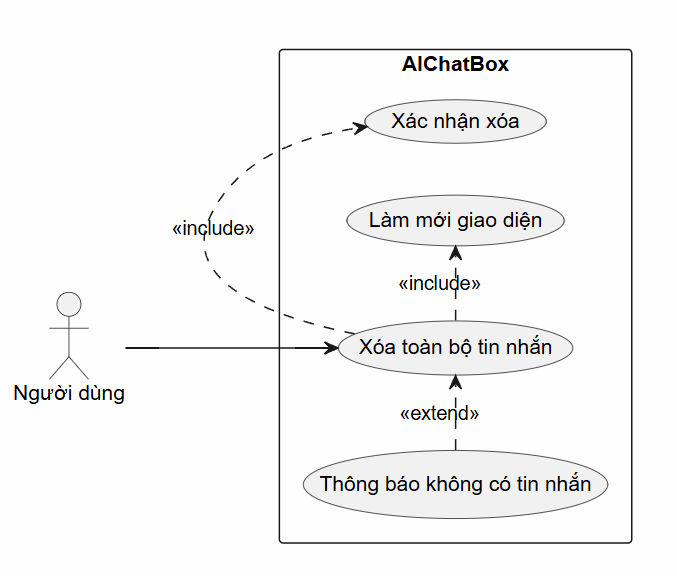 AIChatBox
Xác nhận xóa
«include»
Làm mới giao diện
«include»
Xóa toàn bộ tin nhắn
Người dùng
«extend»
Thông báo không có tin nhắn